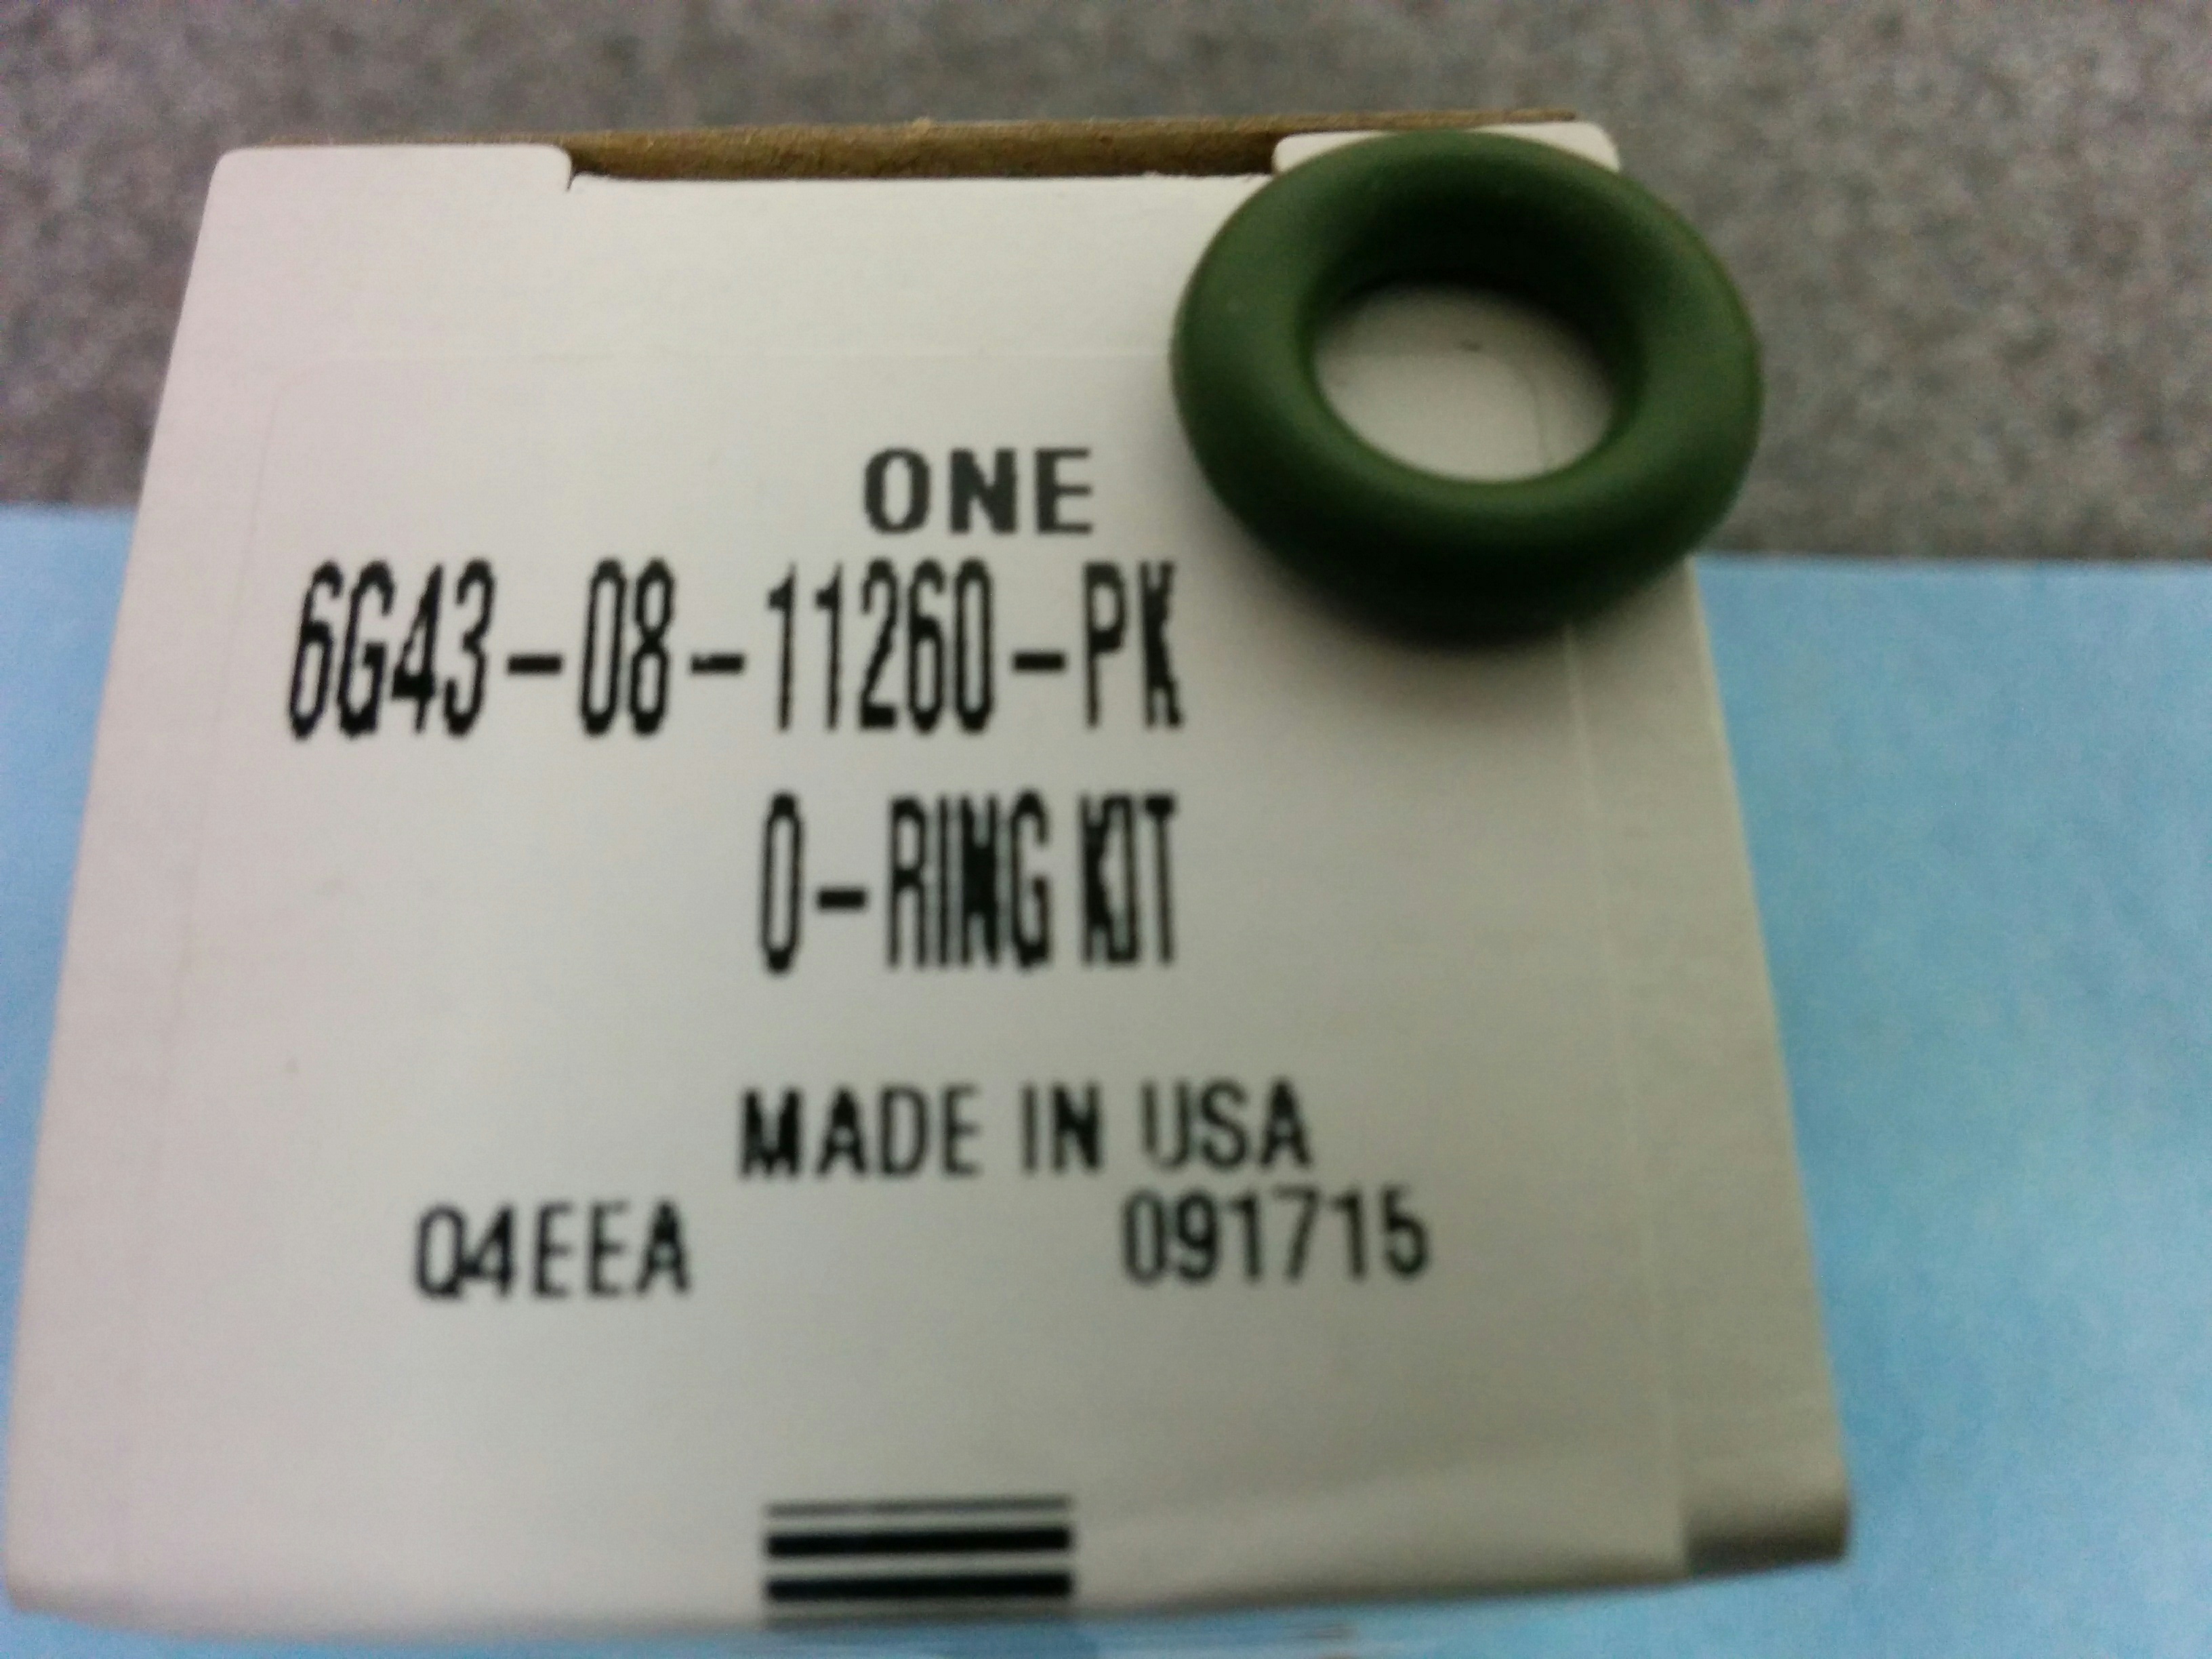 ONE
6G43-08-11260-PK
O-RING KIT
MADE IN USA
Q4EEA 091715